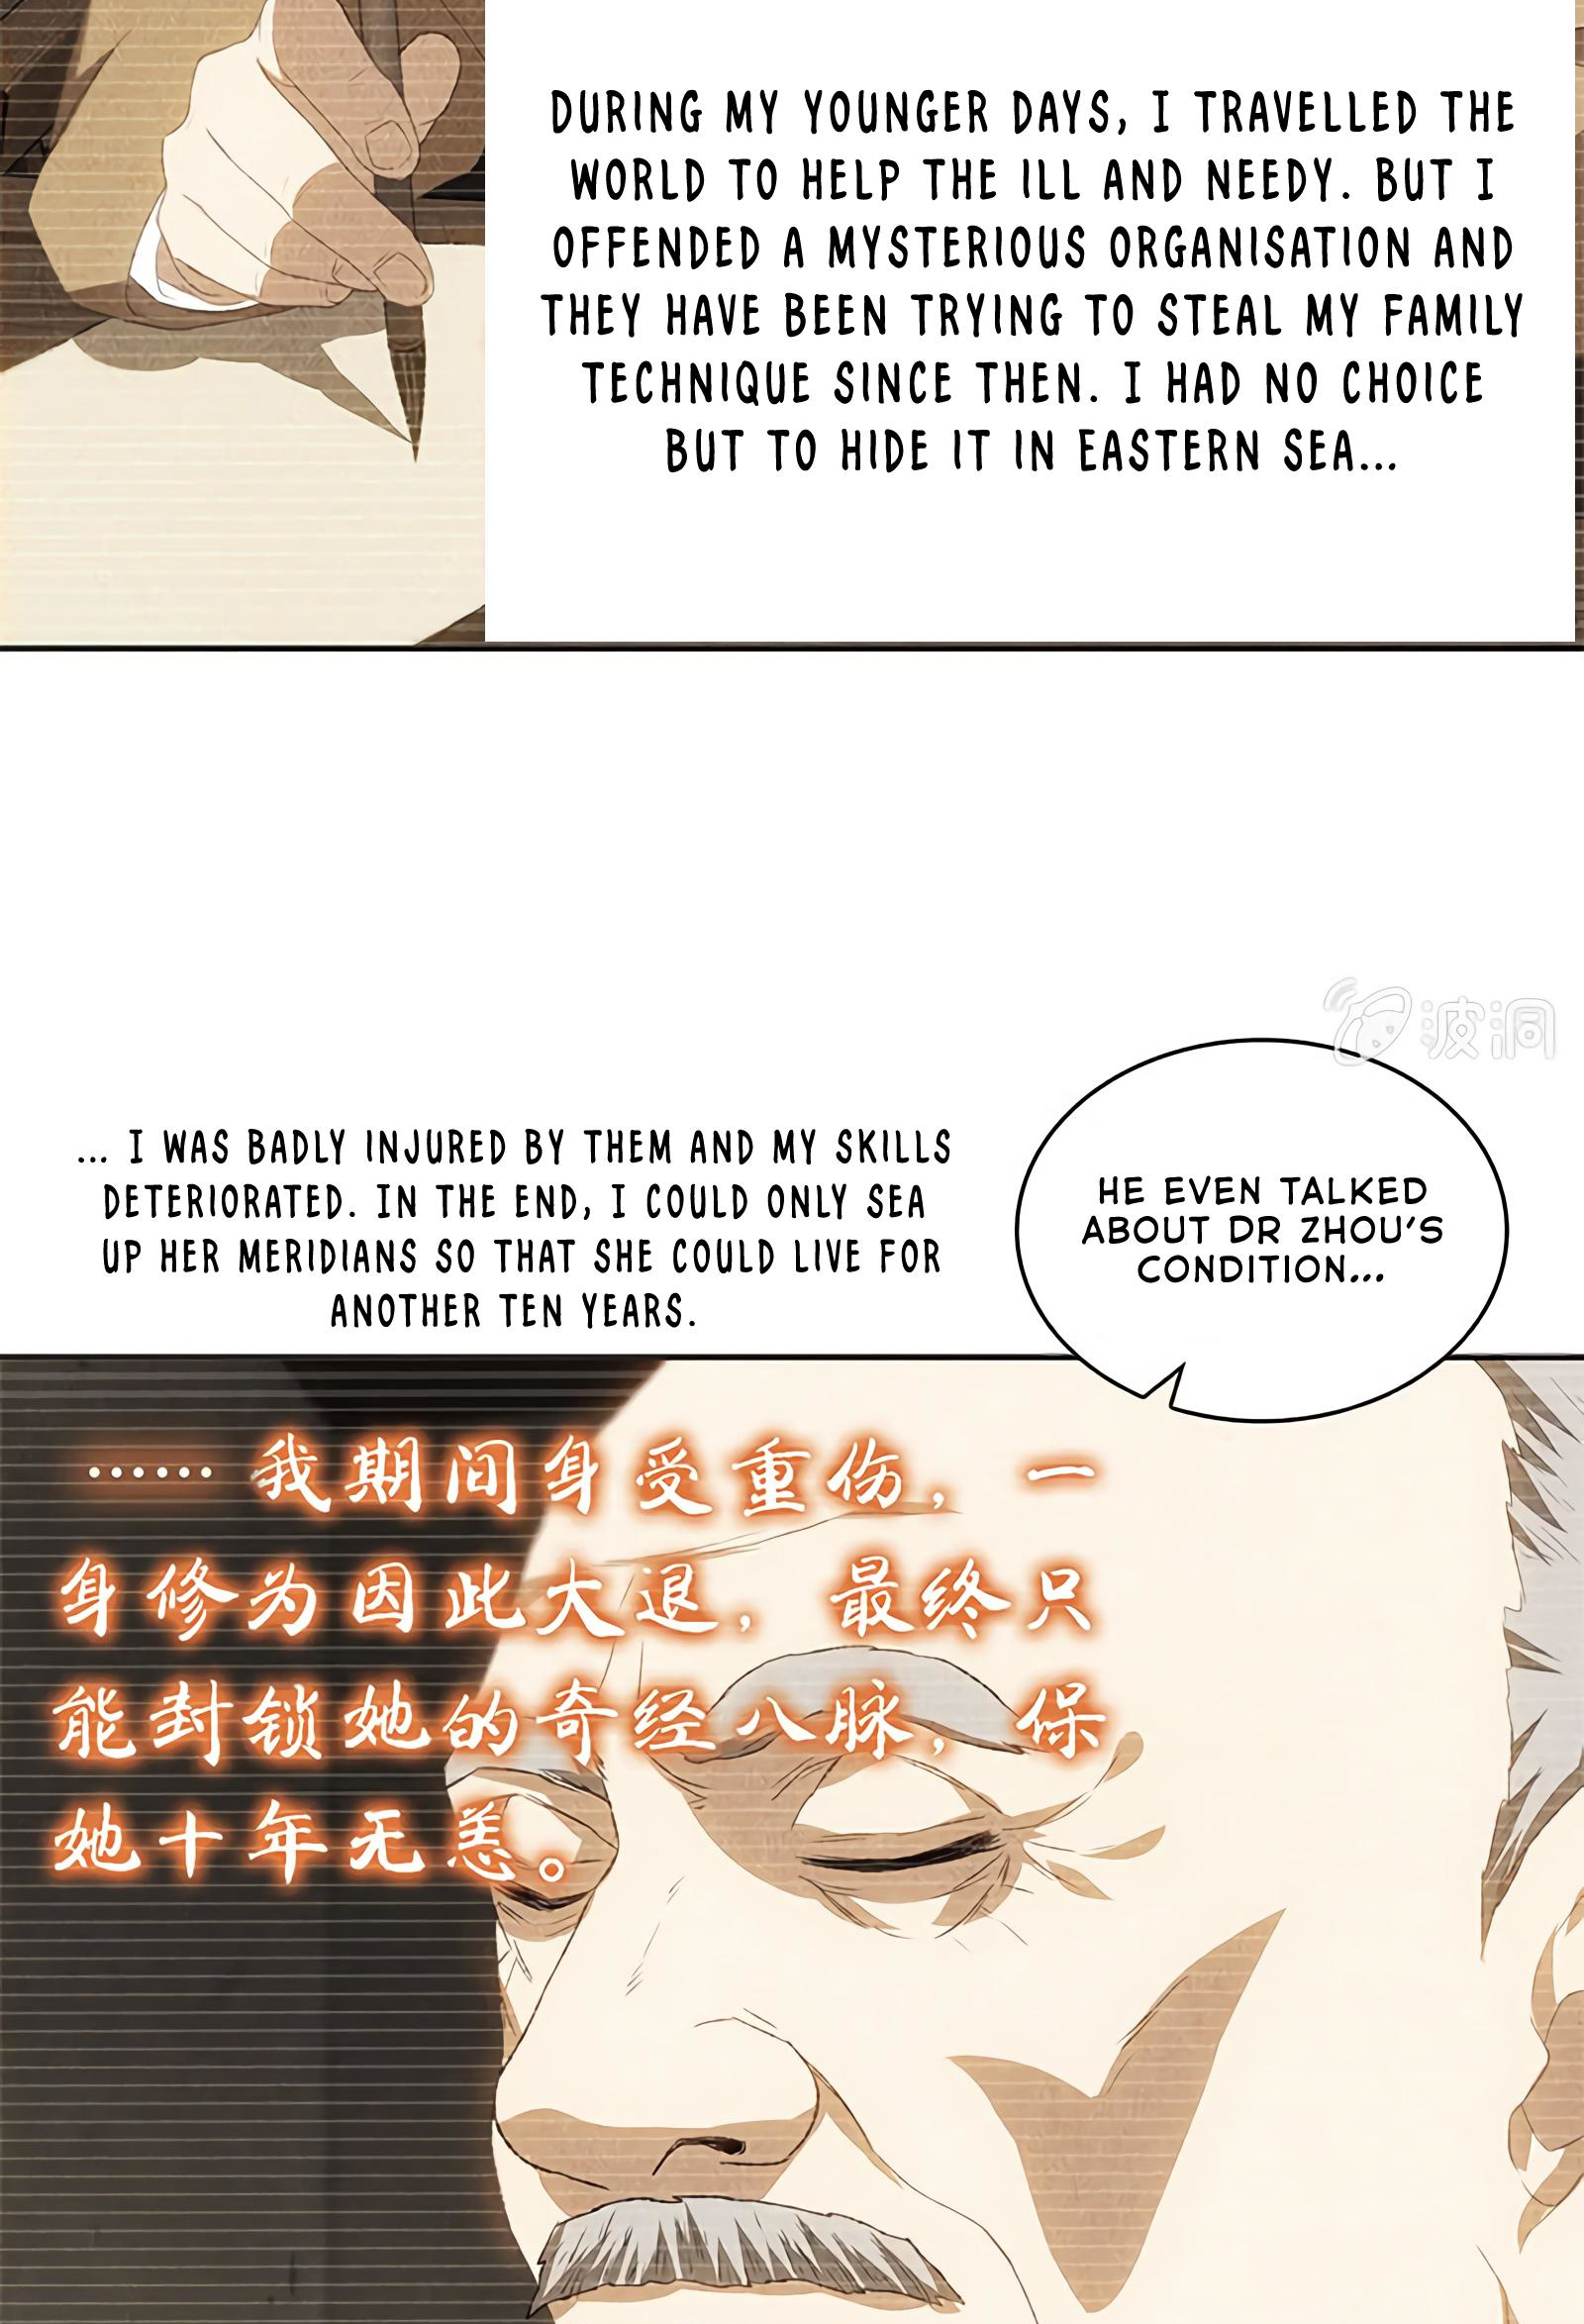 DURING MY YOUNGER DAYS, I TRAVELLED THE
WORLD TO HELP THE ILL AND NEEDY. BUT I
OFFENDED A MYSTERIOUS ORGANISATION AND
THEY HAVE BEEN TRYING TO STEAL MY FAMILY
TECHNIQUE SINCE THEN. I HAD NO CHOICE
BUT TO HIDE IT IN EASTERN SEA...
波洞
... I WAS BADLY INJURED BY THEM AND MY SKILLS
DETERIORATED. IN THE END, I COULD ONLY SEA
UP HER MERIDIANS SO THAT SHE COULD LIVE FOR
ANOTHER TEN YEARS.
HE EVEN TALKED
ABOUT DR ZHOU'S
CONDITION...
……我期间身受重伤，一
身修为因此大退，最终只
能封锁她的奇经八脉，保
她十年无恙。